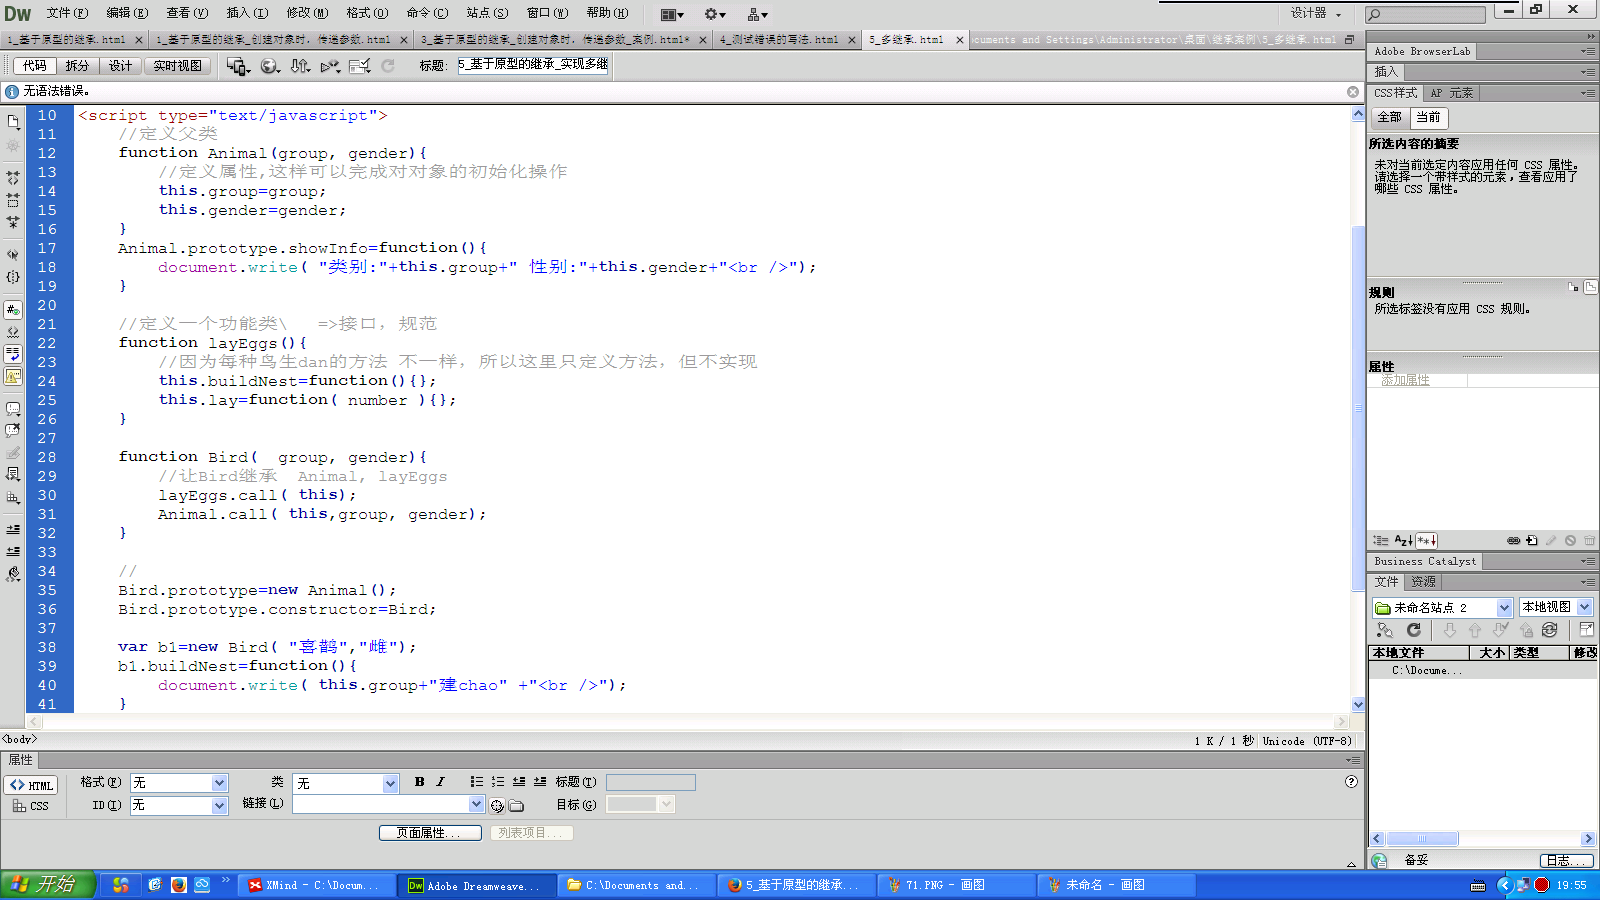 Dw 文件(F) 编辑(E) 查看(V) 插入(I) 修改(M) 格式(O) 命令(C) 站点(S) 窗口(W) 帮助(H) 设计器
1_基于原型的继承.html 1_基于原型的继承_创建对象时，传递参数.html 3_基于原型的继承_创建对象时，传递参数_案例.html* 4_测试错误的写法.html 5_多继承.html cuments and Settings\Administrator\桌面\继承案例\5_多继承.html
代码 拆分 设计 实时视图 标题: 5_基于原型的继承_实现多继
无语法错误。
10 <script type="text/javascript">
11 //定义父类
12 function Animal(group, gender){
13 //定义属性,这样可以完成对对象的初始化操作
14 this.group=group;
15 this.gender=gender;
16 }
17 Animal.prototype.showInfo=function(){
18 document.write( "类别:"+this.group+" 性别:"+this.gender+"<br />");
19 }
20
21 //定义一个功能类\ =>接口，规范
22 function layEggs(){
23 //因为每种鸟生dan的方法 不一样，所以这里只定义方法，但不实现
24 this.buildNest=function(){};
25 this.lay=function( number ){};
26 }
27
28 function Bird( group, gender){
29 //让Bird继承 Animal, layEggs
30 layEggs.call( this);
31 Animal.call( this,group, gender);
32 }
33
34 //
35 Bird.prototype=new Animal();
36 Bird.prototype.constructor=Bird;
37
38 var b1=new Bird( "喜鹊","雌");
39 b1.buildNest=function(){
40 document.write( this.group+"建chao" +"<br />");
41 }
<body> 1 K / 1 秒 Unicode (UTF-8)
属性
<> HTML 格式(F) 无 类 无 B I 标题(T)
CSS ID(I) 无 链接(L) 目标(G)
页面属性... 列表项目...
Adobe BrowserLab
插入
CSS样式 AP 元素
全部 当前
所选内容的摘要
未对当前选定内容应用任何 CSS 属性。
请选择一个带样式的元素，查看应用了
哪些 CSS 属性。
规则
所选标签没有应用 CSS 规则。
属性
添加属性
Business Catalyst
文件 资源
未命名站点 2 本地视图
本地文件 大小 类型 修改
C:\Docume...
备妥 日志...
开始 XMind - C:\Docum... Adobe Dreamweave... C:\Documents and... 5_基于原型的继承... 71.PNG - 画图 未命名 - 画图 19:55